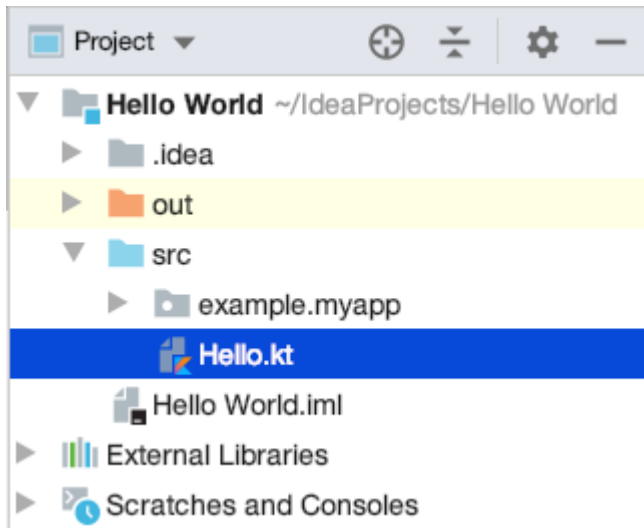 Project
Hello World ~/IdeaProjects/Hello World
.idea
out
src
example.myapp
Hello.kt
Hello World.iml
External Libraries
Scratches and Consoles